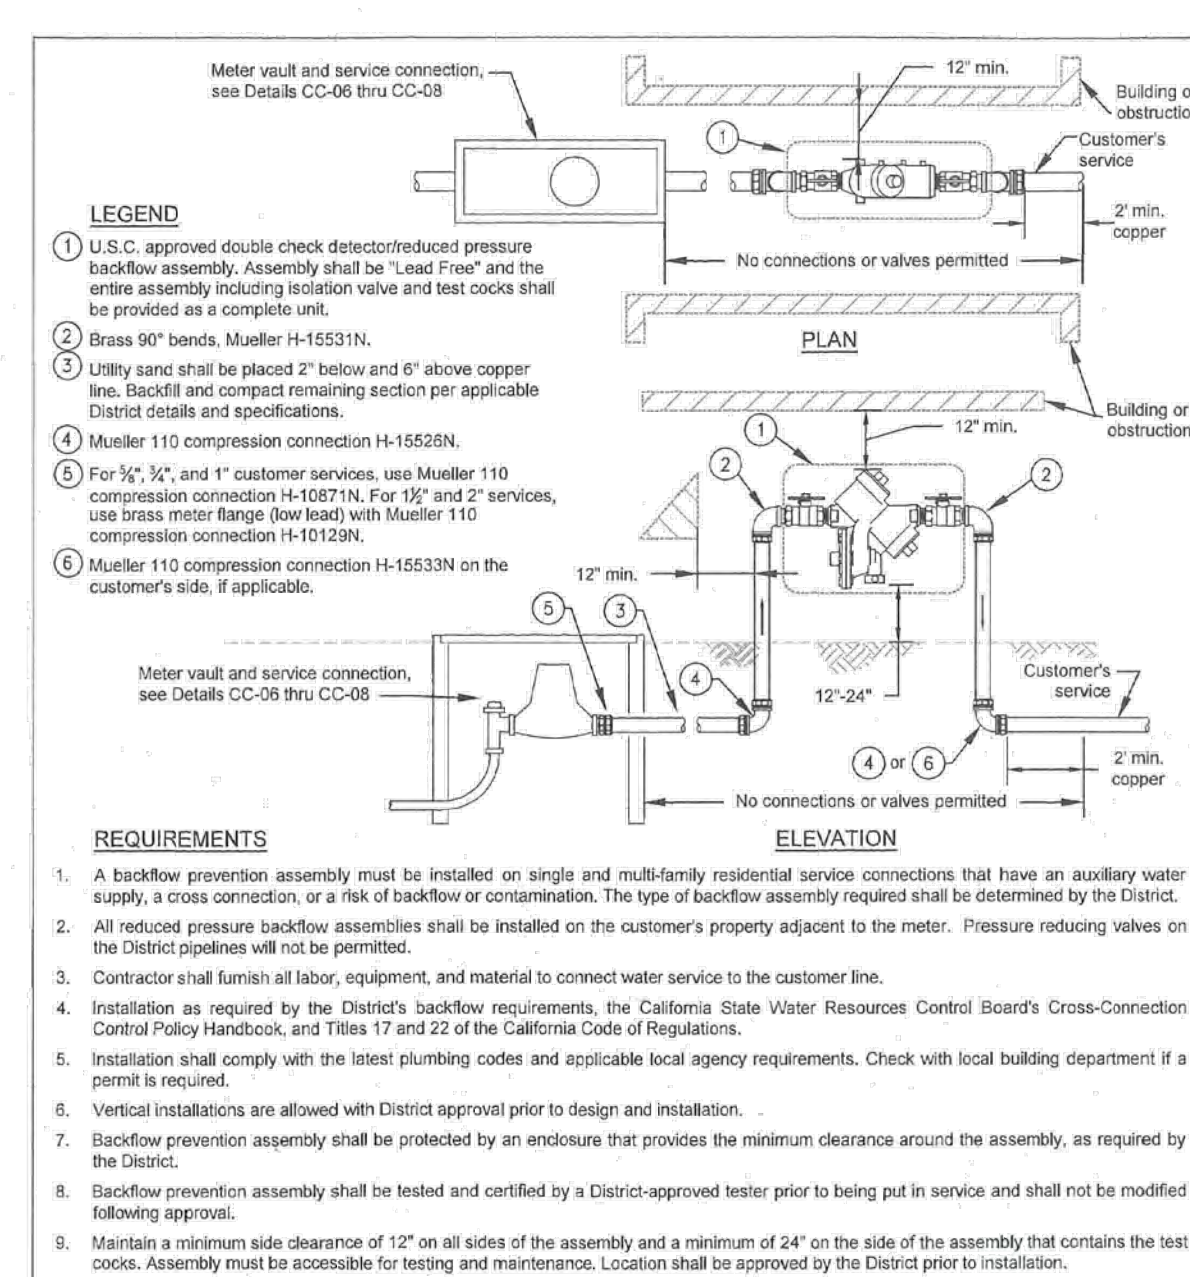 Meter vault and service connection,
see Details CC-06 thru CC-08
12" min.
Building
1
Customer's
service
2' min.
copper
No connections or valves permitted
PLAN
LEGEND
1 U.S.C. approved double check detector/reduced pressure
backflow assembly. Assembly shall be "Lead Free" and the
entire assembly including isolation valve and test cocks shall
be provided as a complete unit.
2 Brass 90° bends, Mueller H-15531N.
3 Utility sand shall be placed 2" below and 6" above copper
line. Backfill and compact remaining section per applicable
District details and specifications.
4 Mueller 110 compression connection H-15526N.
5 For ⅝", ¾", and 1" customer services, use Mueller 110
compression connection H-10871N. For 1½" and 2" services,
use brass meter flange (low lead) with Mueller 110
compression connection H-10129N.
6 Mueller 110 compression connection H-15533N on the
customer's side, if applicable.
Building or
obstruction
12" min.
1
2
2
12" min.
5
3
4
Meter vault and service connection,
see Details CC-06 thru CC-08
12"-24"
Customer's
service
4 or 6
2' min.
copper
No connections or valves permitted
ELEVATION
REQUIREMENTS
1. A backflow prevention assembly must be installed on single and multi-family residential service connections that have an auxiliary water
supply, a cross connection, or a risk of backflow or contamination. The type of backflow assembly required shall be determined by the District.
2. All reduced pressure backflow assemblies shall be installed on the customer's property adjacent to the meter. Pressure reducing valves on
the District pipelines will not be permitted.
3. Contractor shall furnish all labor, equipment, and material to connect water service to the customer line.
4. Installation as required by the District's backflow requirements, the California State Water Resources Control Board's Cross-Connection
Control Policy Handbook, and Titles 17 and 22 of the California Code of Regulations.
5. Installation shall comply with the latest plumbing codes and applicable local agency requirements. Check with local building department if a
permit is required.
6. Vertical installations are allowed with District approval prior to design and installation.
7. Backflow prevention assembly shall be protected by an enclosure that provides the minimum clearance around the assembly, as required by
the District.
8. Backflow prevention assembly shall be tested and certified by a District-approved tester prior to being put in service and shall not be modified
following approval.
9. Maintain a minimum side clearance of 12" on all sides of the assembly and a minimum of 24" on the side of the assembly that contains the test
cocks. Assembly must be accessible for testing and maintenance. Location shall be approved by the District prior to installation.